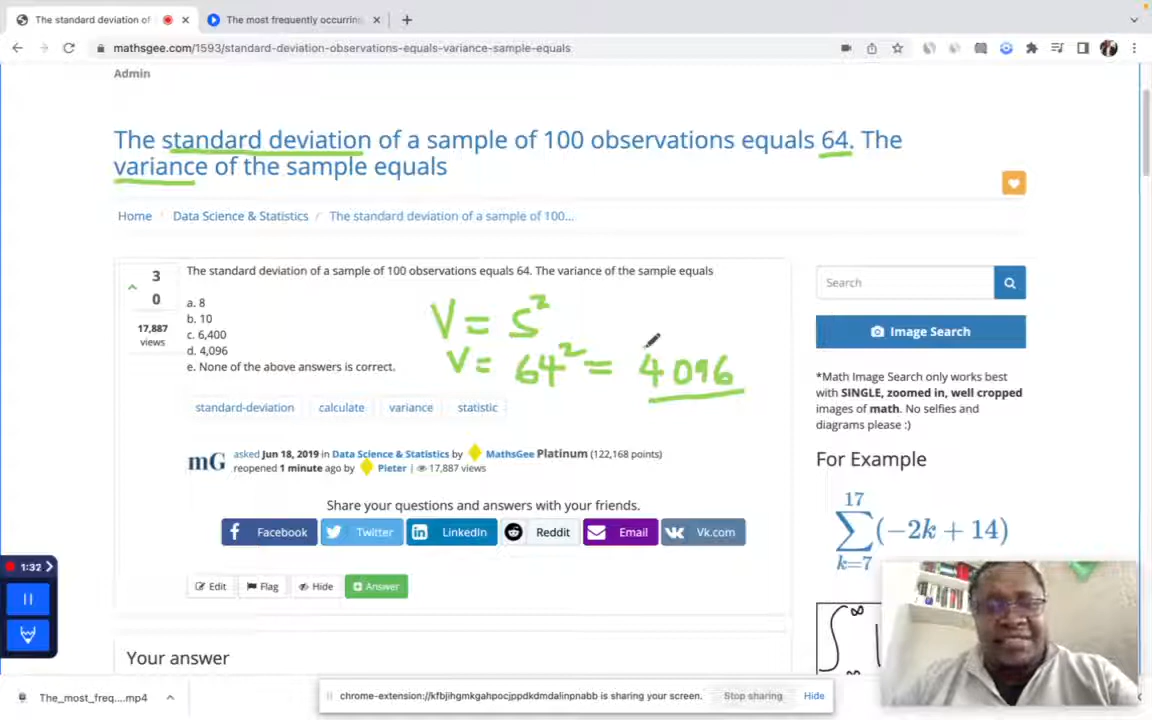 The standard deviation of
The most frequently occurrin
mathsgee.com/1593/standard-deviation-observations-equals-variance-sample-equals
Admin
The standard deviation of a sample of 100 observations equals 64. The
variance of the sample equals
Home / Data Science & Statistics / The standard deviation of a sample of 100...
3
0
17,887
views
The standard deviation of a sample of 100 observations equals 64. The variance of the sample equals
a. 8
b. 10
c. 6,400
d. 4,096
e. None of the above answers is correct.
V = S²
V = 64² = 4096
standard-deviation calculate variance statistic
mG
asked Jun 18, 2019 in Data Science & Statistics by MathsGee Platinum (122,168 points)
reopened 1 minute ago by Pieter | 17,887 views
Share your questions and answers with your friends.
Facebook Twitter LinkedIn Reddit Email Vk.com
Edit Flag Hide Answer
Your answer
Search
Image Search
*Math Image Search only works best
with SINGLE, zoomed in, well cropped
images of math. No selfies and
diagrams please :)
For Example
17
∑(−2k + 14)
k=7
∫
∞
1:32
The_most_freq....mp4
chrome-extension://kfbjihgmkgahpocjppdkdmdalinpnabb is sharing your screen. Stop sharing Hide